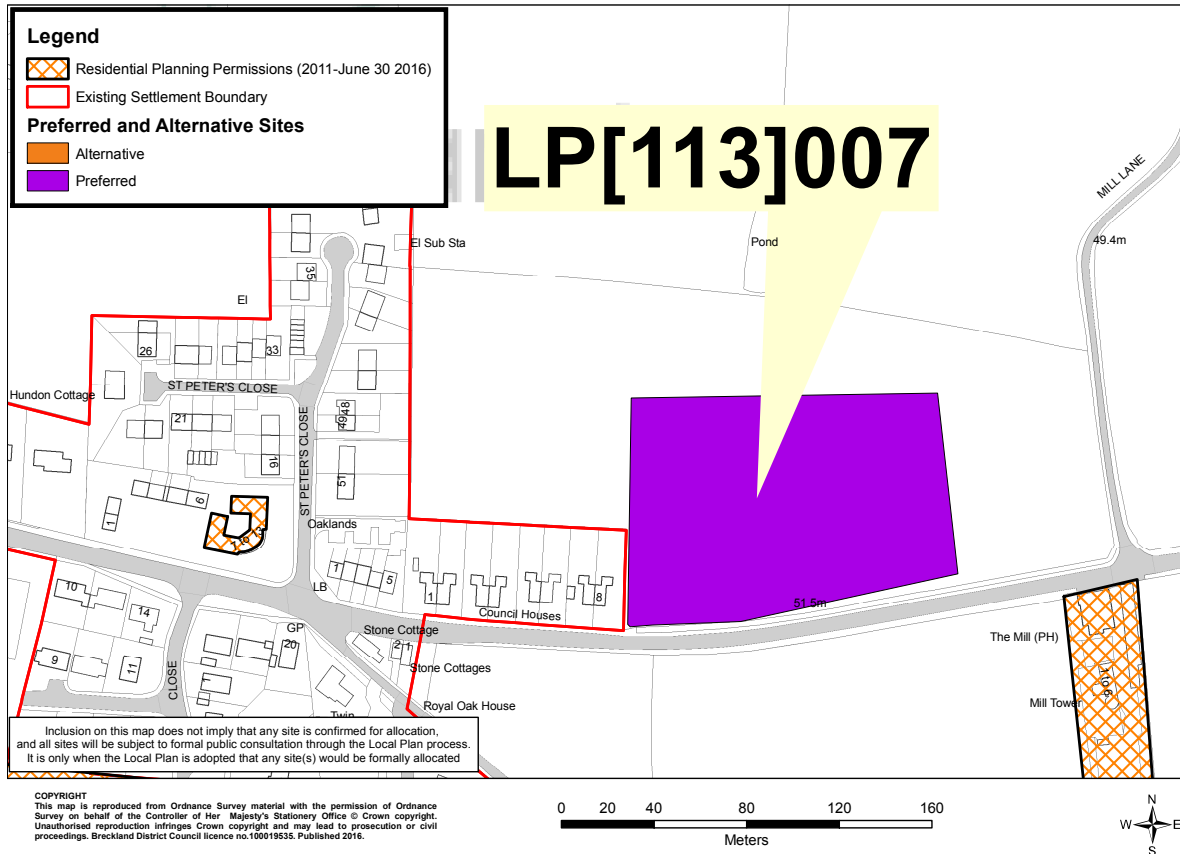 Legend
Residential Planning Permissions (2011-June 30 2016)
Existing Settlement Boundary
Preferred and Alternative Sites
Alternative
Preferred
LP[113]007
MILL LANE
49.4m
Pond
El Sub Sta
35
El
26
33
ST PETER'S CLOSE
Hundon Cottage
21
49
48
16
ST PETER'S CLOSE
51
6
1
7 to 13
Oaklands
LB
1
5
1
8
Council Houses
51.5m
10
14
GP
20
Stone Cottage
2
1
Stone Cottages
9
11
CLOSE
1
Royal Oak House
The Mill (PH)
1 to 6
Mill Tower
Inclusion on this map does not imply that any site is confirmed for allocation,
and all sites will be subject to formal public consultation through the Local Plan process.
It is only when the Local Plan is adopted that any site(s) would be formally allocated
COPYRIGHT
This map is reproduced from Ordnance Survey material with the permission of Ordnance
Survey on behalf of the Controller of Her Majesty's Stationery Office © Crown copyright.
Unauthorised reproduction infringes Crown copyright and may lead to prosecution or civil
proceedings. Breckland District Council licence no.100019535. Published 2016.
0 20 40 80 120 160
Meters
N
W E
S